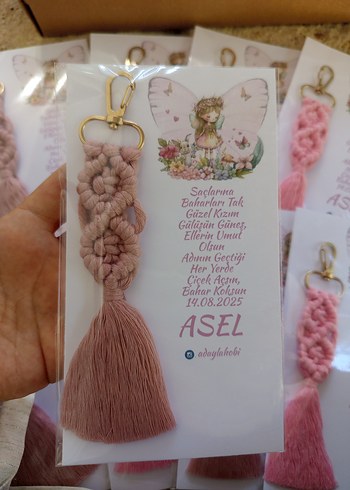 Saçlarına
Baharları Tak
Güzel Kızım
Gülüşün Güneş,
Ellerin Umut
Olsun
Adının Geçtiği
Her Yerde
Çiçek Açsın,
Bahar Koksun
14.08.2025
ASEL
adaylahobi